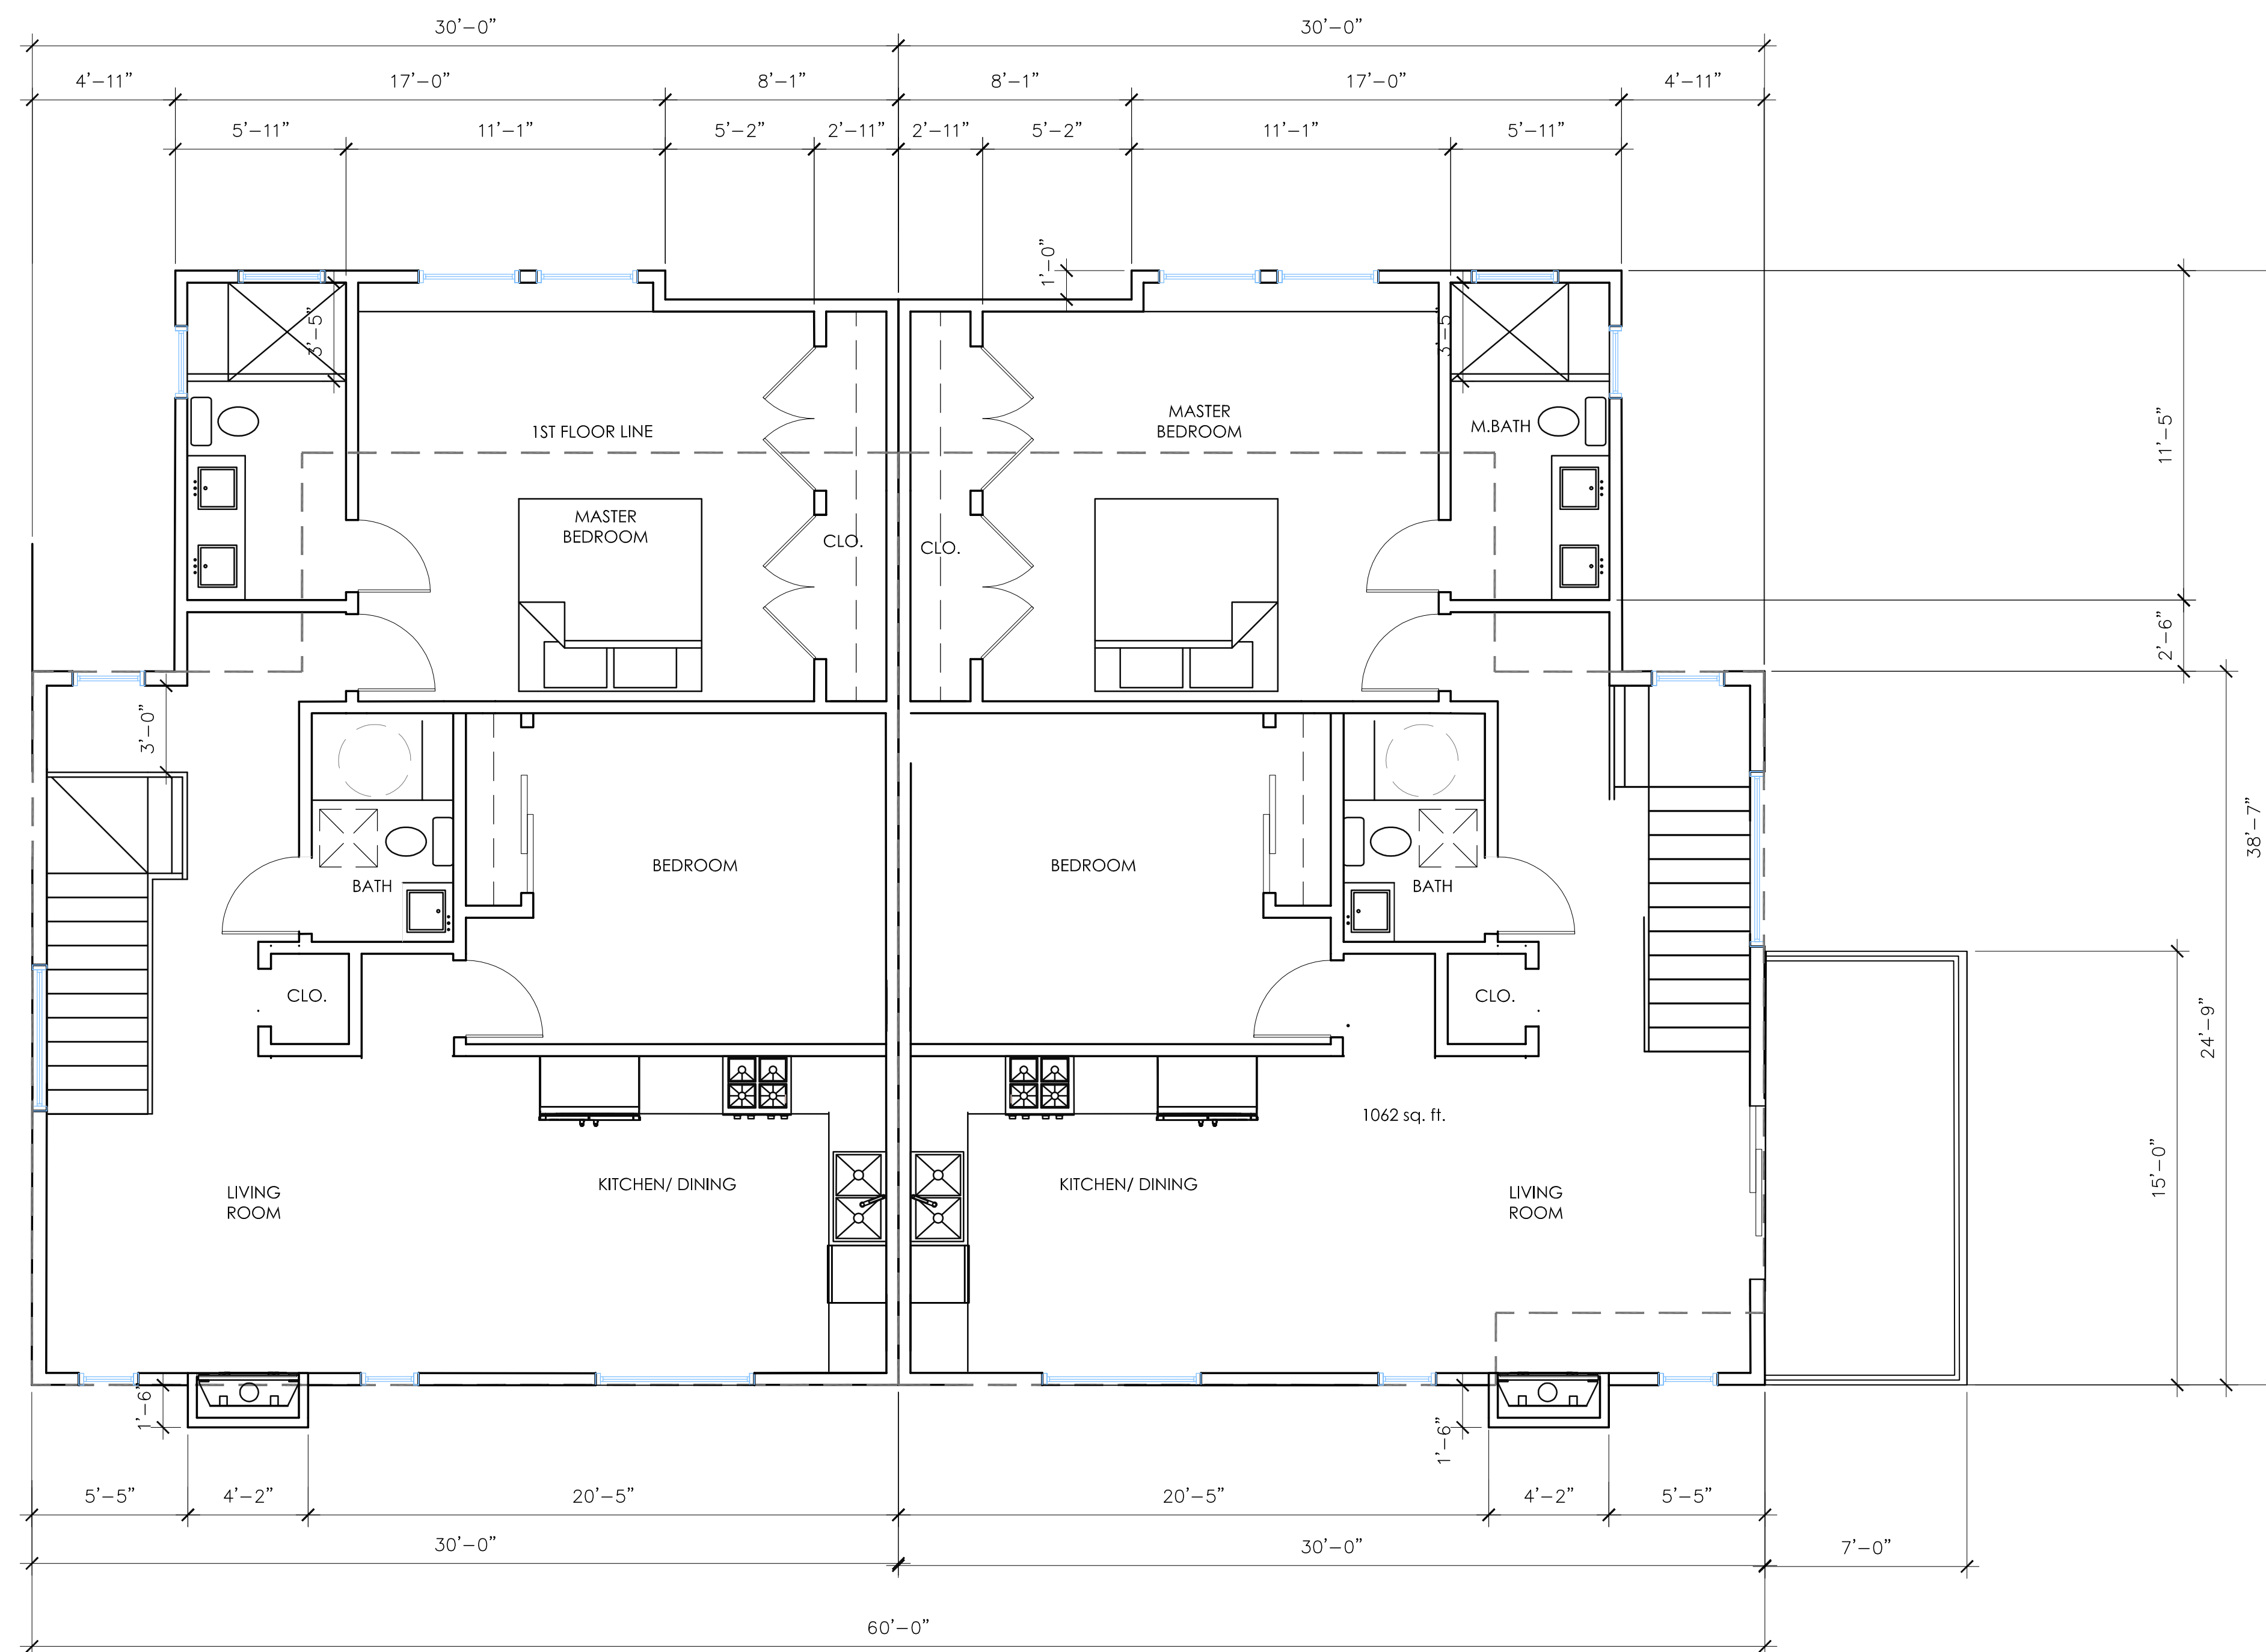 30'-0" 30'-0"
4'-11" 17'-0" 8'-1" 8'-1" 17'-0" 4'-11"
5'-11" 11'-1" 5'-2" 2'-11" 2'-11" 5'-2" 11'-1" 5'-11"
1'-0"
3'-5"
3'-5"
1ST FLOOR LINE
MASTER
BEDROOM
M.BATH
11'-5"
MASTER
BEDROOM
CLO.
CLO.
2'-6"
3'-0"
38'-7"
BEDROOM
BEDROOM
BATH
BATH
CLO.
CLO.
24'-9"
1062 sq. ft.
15'-0"
LIVING
ROOM
KITCHEN/ DINING
KITCHEN/ DINING
LIVING
ROOM
1'-6"
1'-6"
5'-5" 4'-2" 20'-5" 20'-5" 4'-2" 5'-5"
30'-0" 30'-0" 7'-0"
60'-0"